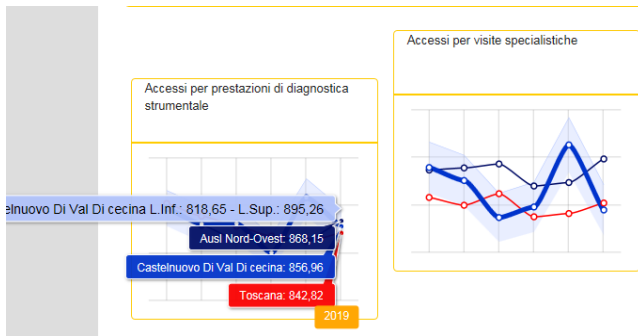 Accessi per visite specialistiche
Accessi per prestazioni di diagnostica
strumentale
elnuovo Di Val Di cecina L.Inf.: 818,65 - L.Sup.: 895,26
Ausl Nord-Ovest: 868,15
Castelnuovo Di Val Di cecina: 856,96
Toscana: 842,82
2019